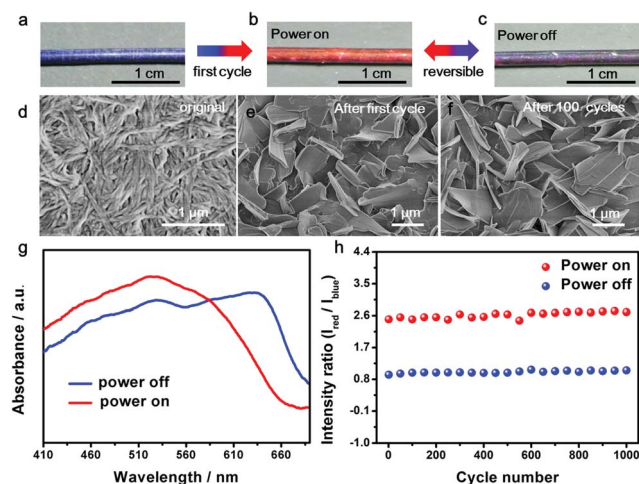 a
b
c
Power on
Power off
1 cm
first cycle
1 cm
reversible
1 cm
d
original
e
After first cycle
f
After 100 cycles
1 μm
1 μm
1 μm
g
h
Absorbance / a.u.
power off
power on
410 460 510 560 610 660
Wavelength / nm
Intensity ratio (I red / I blue)
4.4
3.5
2.6
1.7
0.8
-0.1
-1.0
Power on
Power off
0 200 400 600 800 1000
Cycle number